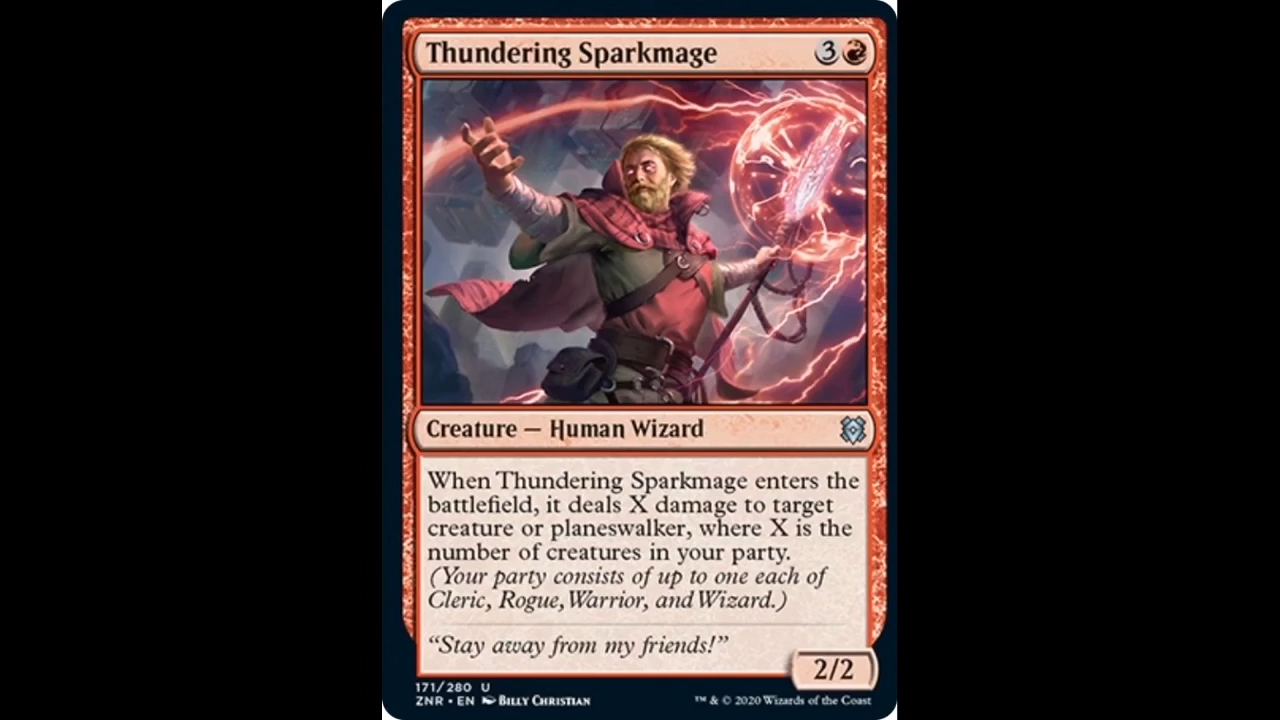 Thundering Sparkmage 3
Creature — Human Wizard
When Thundering Sparkmage enters the
battlefield, it deals X damage to target
creature or planeswalker, where X is the
number of creatures in your party.
(Your party consists of up to one each of
Cleric, Rogue, Warrior, and Wizard.)
“Stay away from my friends!”
2/2
171/280 U
ZNR • EN Billy Christian
™ & © 2020 Wizards of the Coast